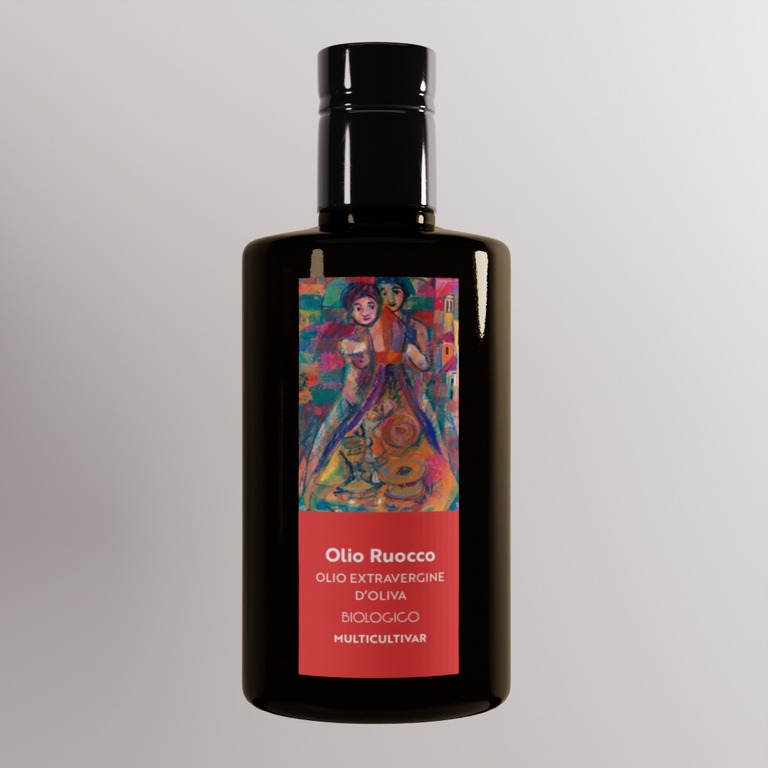 Olio Ruocco
OLIO EXTRAVERGINE
D'OLIVA
BIOLOGICO
MULTICULTIVAR